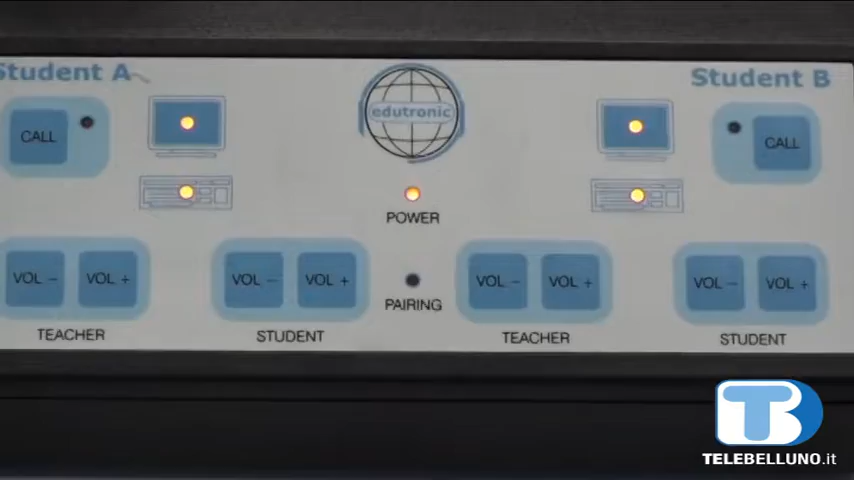 Student A
edutronic
Student B
CALL
CALL
POWER
VOL − VOL +
VOL − VOL +
VOL − VOL +
VOL − VOL +
PAIRING
TEACHER
STUDENT
TEACHER
STUDENT
TB
TELEBELLUNO.it